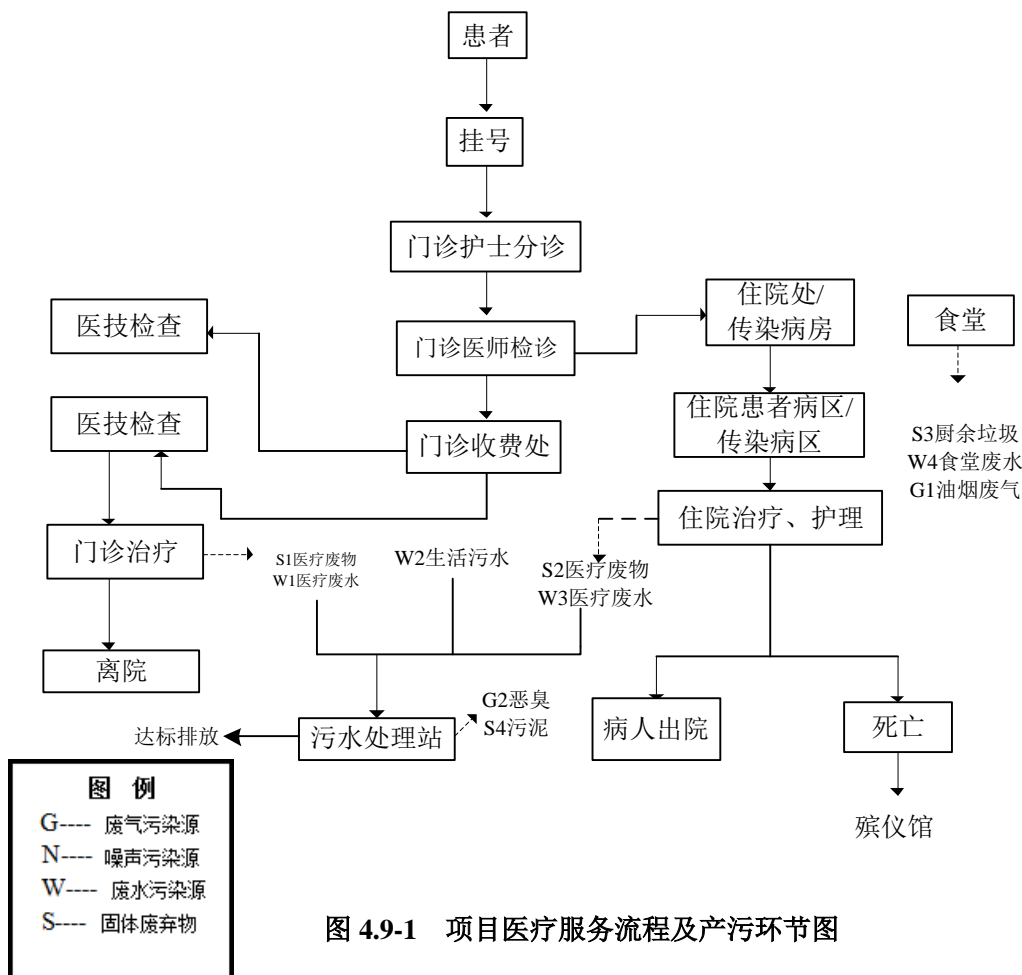 患者
挂号
门诊护士分诊
住院处/
传染病房
食堂
医技检查
门诊医师检诊
医技检查
门诊收费处
住院患者病区/
传染病区
S3厨余垃圾
W4食堂废水
G1油烟废气
住院治疗、护理
门诊治疗
S1医疗废物
W1医疗废水
W2生活污水
S2医疗废物
W3医疗废水
离院
G2恶臭
S4污泥
达标排放
污水处理站
病人出院
死亡
殡仪馆
图 例
G---- 废气污染源
N---- 噪声污染源
W---- 废水污染源
S---- 固体废弃物
图 4.9-1 项目医疗服务流程及产污环节图